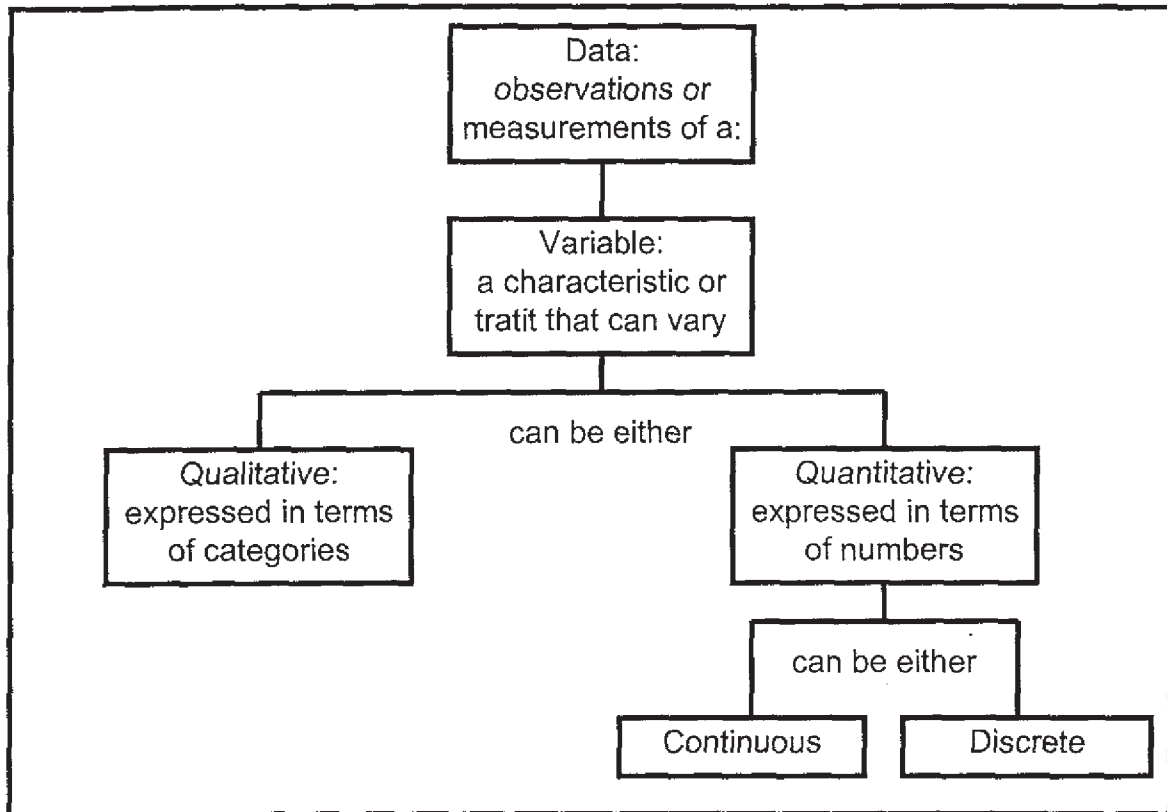 Data:
observations or
measurements of a:
Variable:
a characteristic or
tratit that can vary
can be either
Qualitative:
expressed in terms
of categories
Quantitative:
expressed in terms
of numbers
can be either
Continuous
Discrete